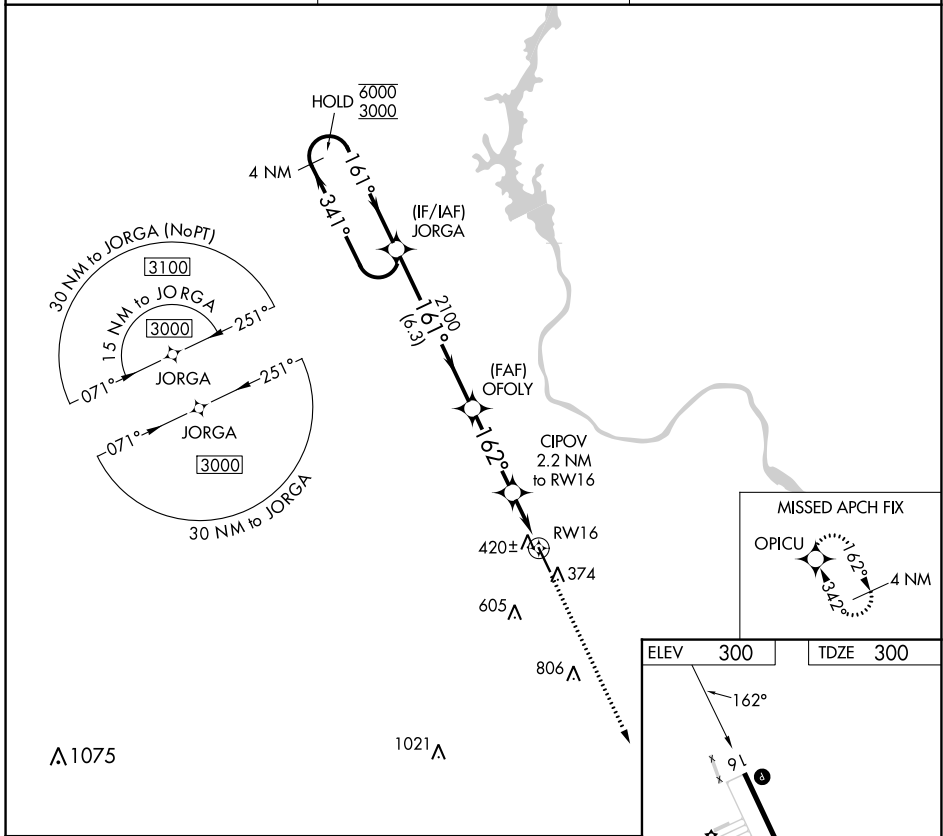 HOLD 6000
3000
4 NM
161°
341°
(IF/IAF)
JORGA
30 NM to JORGA (NoPT)
3100
15 NM to JORGA
3000
251°
071°
JORGA
2100
161°
(6.3)
251°
071°
JORGA
3000
30 NM to JORGA
(FAF)
OFOLY
162°
CIPOV
2.2 NM
to RW16
RW16
420±
374
605
806
1021
1075
MISSED APCH FIX
OPICU
162°
342°
4 NM
ELEV 300
TDZE 300
162°
16
P
x
x